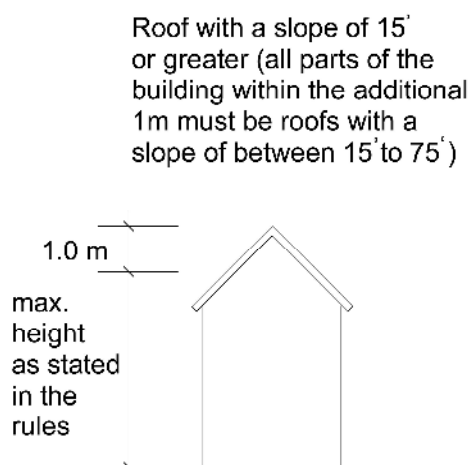 Roof with a slope of 15'
or greater (all parts of the
building within the additional
1m must be roofs with a
slope of between 15'to 75')
1.0 m
max.
height
as stated
in the
rules